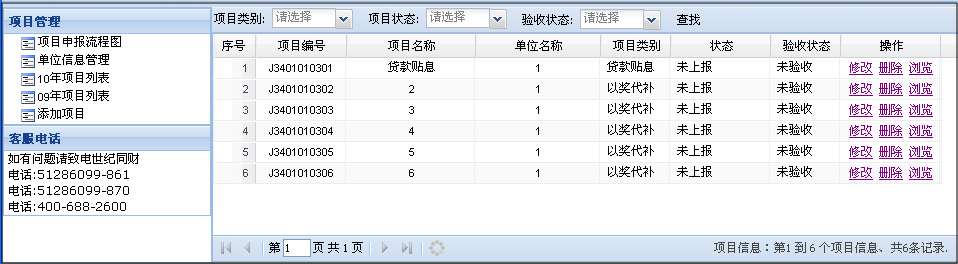 项目管理
项目申报流程图
单位信息管理
10年项目列表
09年项目列表
添加项目
客服电话
如有问题请致电世纪同财
电话:51286099-861
电话:51286099-870
电话:400-688-2600
项目类别: 请选择 项目状态: 请选择 验收状态: 请选择 查找
序号 项目编号 项目名称 单位名称 项目类别 状态 验收状态 操作
1 J3401010301 贷款贴息 1 贷款贴息 未上报 未验收 修改 删除 浏览
2 J3401010302 2 1 以奖代补 未上报 未验收 修改 删除 浏览
3 J3401010303 3 1 以奖代补 未上报 未验收 修改 删除 浏览
4 J3401010304 4 1 以奖代补 未上报 未验收 修改 删除 浏览
5 J3401010305 5 1 以奖代补 未上报 未验收 修改 删除 浏览
6 J3401010306 6 1 以奖代补 未上报 未验收 修改 删除 浏览
第 1 页 共 1 页 项目信息：第1 到 6 个项目信息、共6条记录.